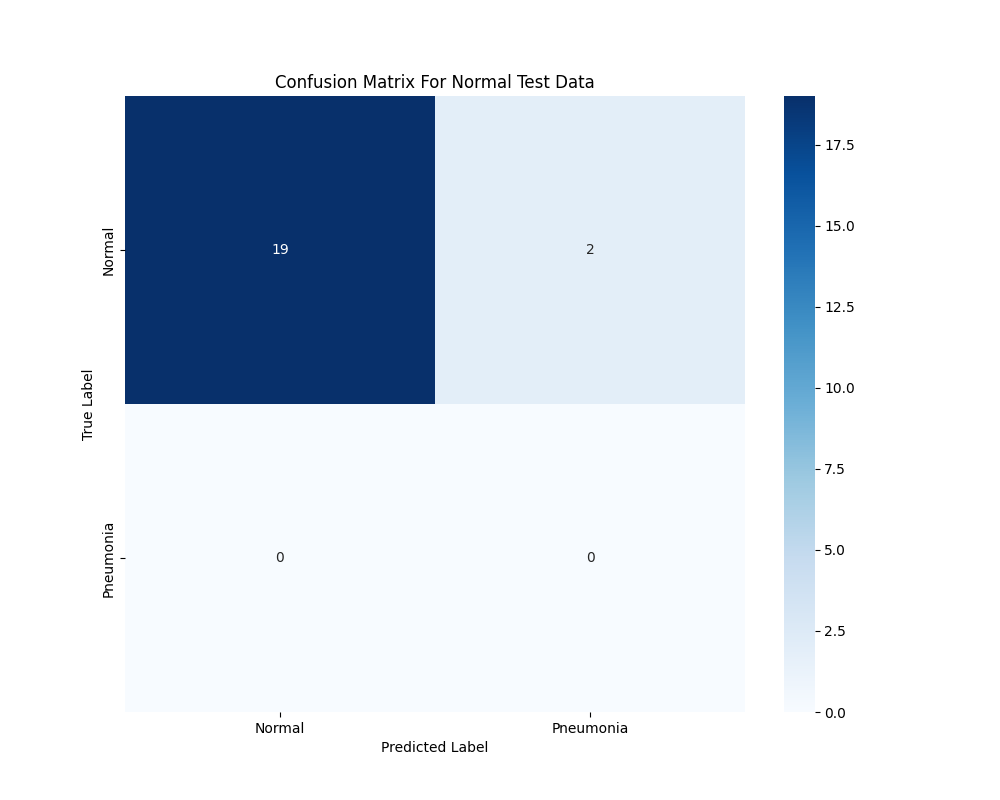 Confusion Matrix For Normal Test Data
True Label
Normal
Pneumonia
19
2
0
0
Normal
Pneumonia
Predicted Label
17.5
15.0
12.5
10.0
7.5
5.0
2.5
0.0